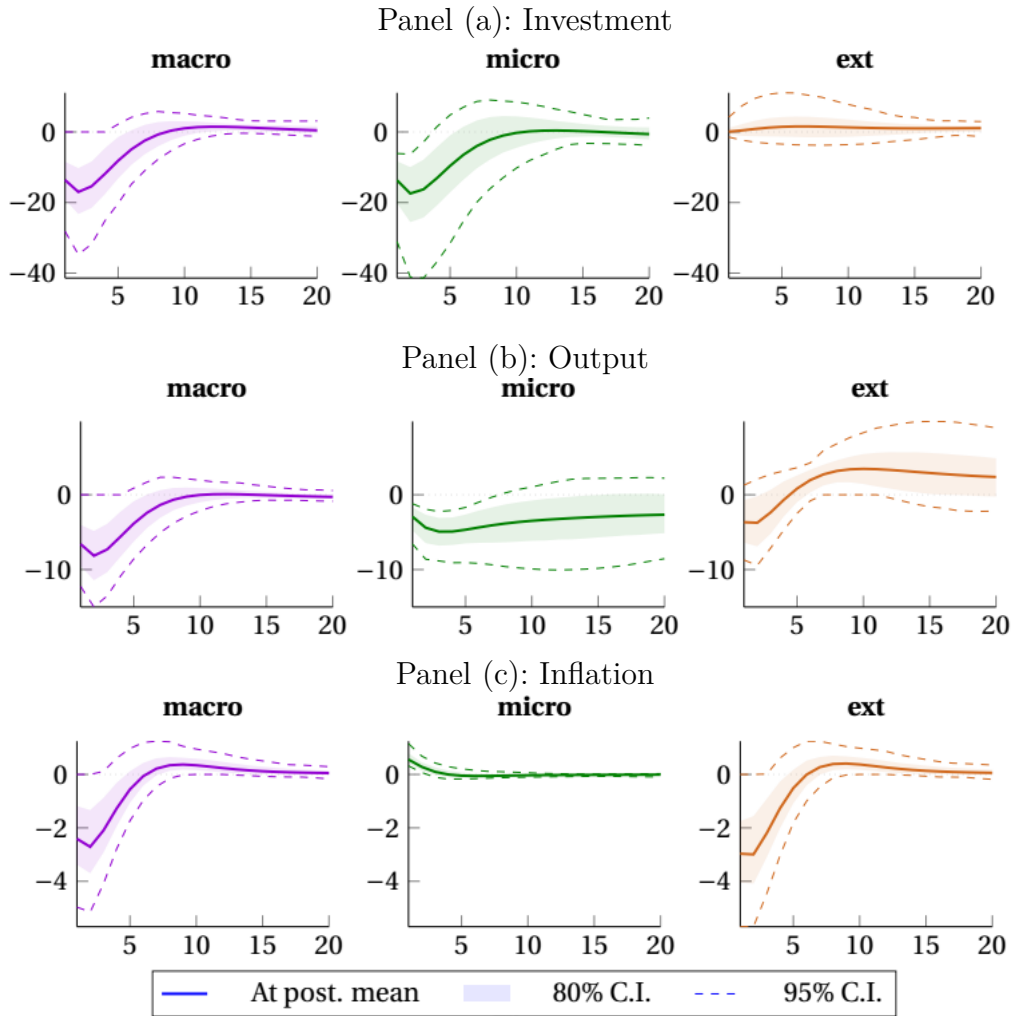 Panel (a): Investment
macro micro ext
0 0 0
−20 −20 −20
−40 −40 −40
5 10 15 20 5 10 15 20 5 10 15 20
Panel (b): Output
macro micro ext
0 0 0
−10 −10 −10
5 10 15 20 5 10 15 20 5 10 15 20
Panel (c): Inflation
macro micro ext
0 0 0
−2 −2 −2
−4 −4 −4
5 10 15 20 5 10 15 20 5 10 15 20
At post. mean 80% C.I. 95% C.I.